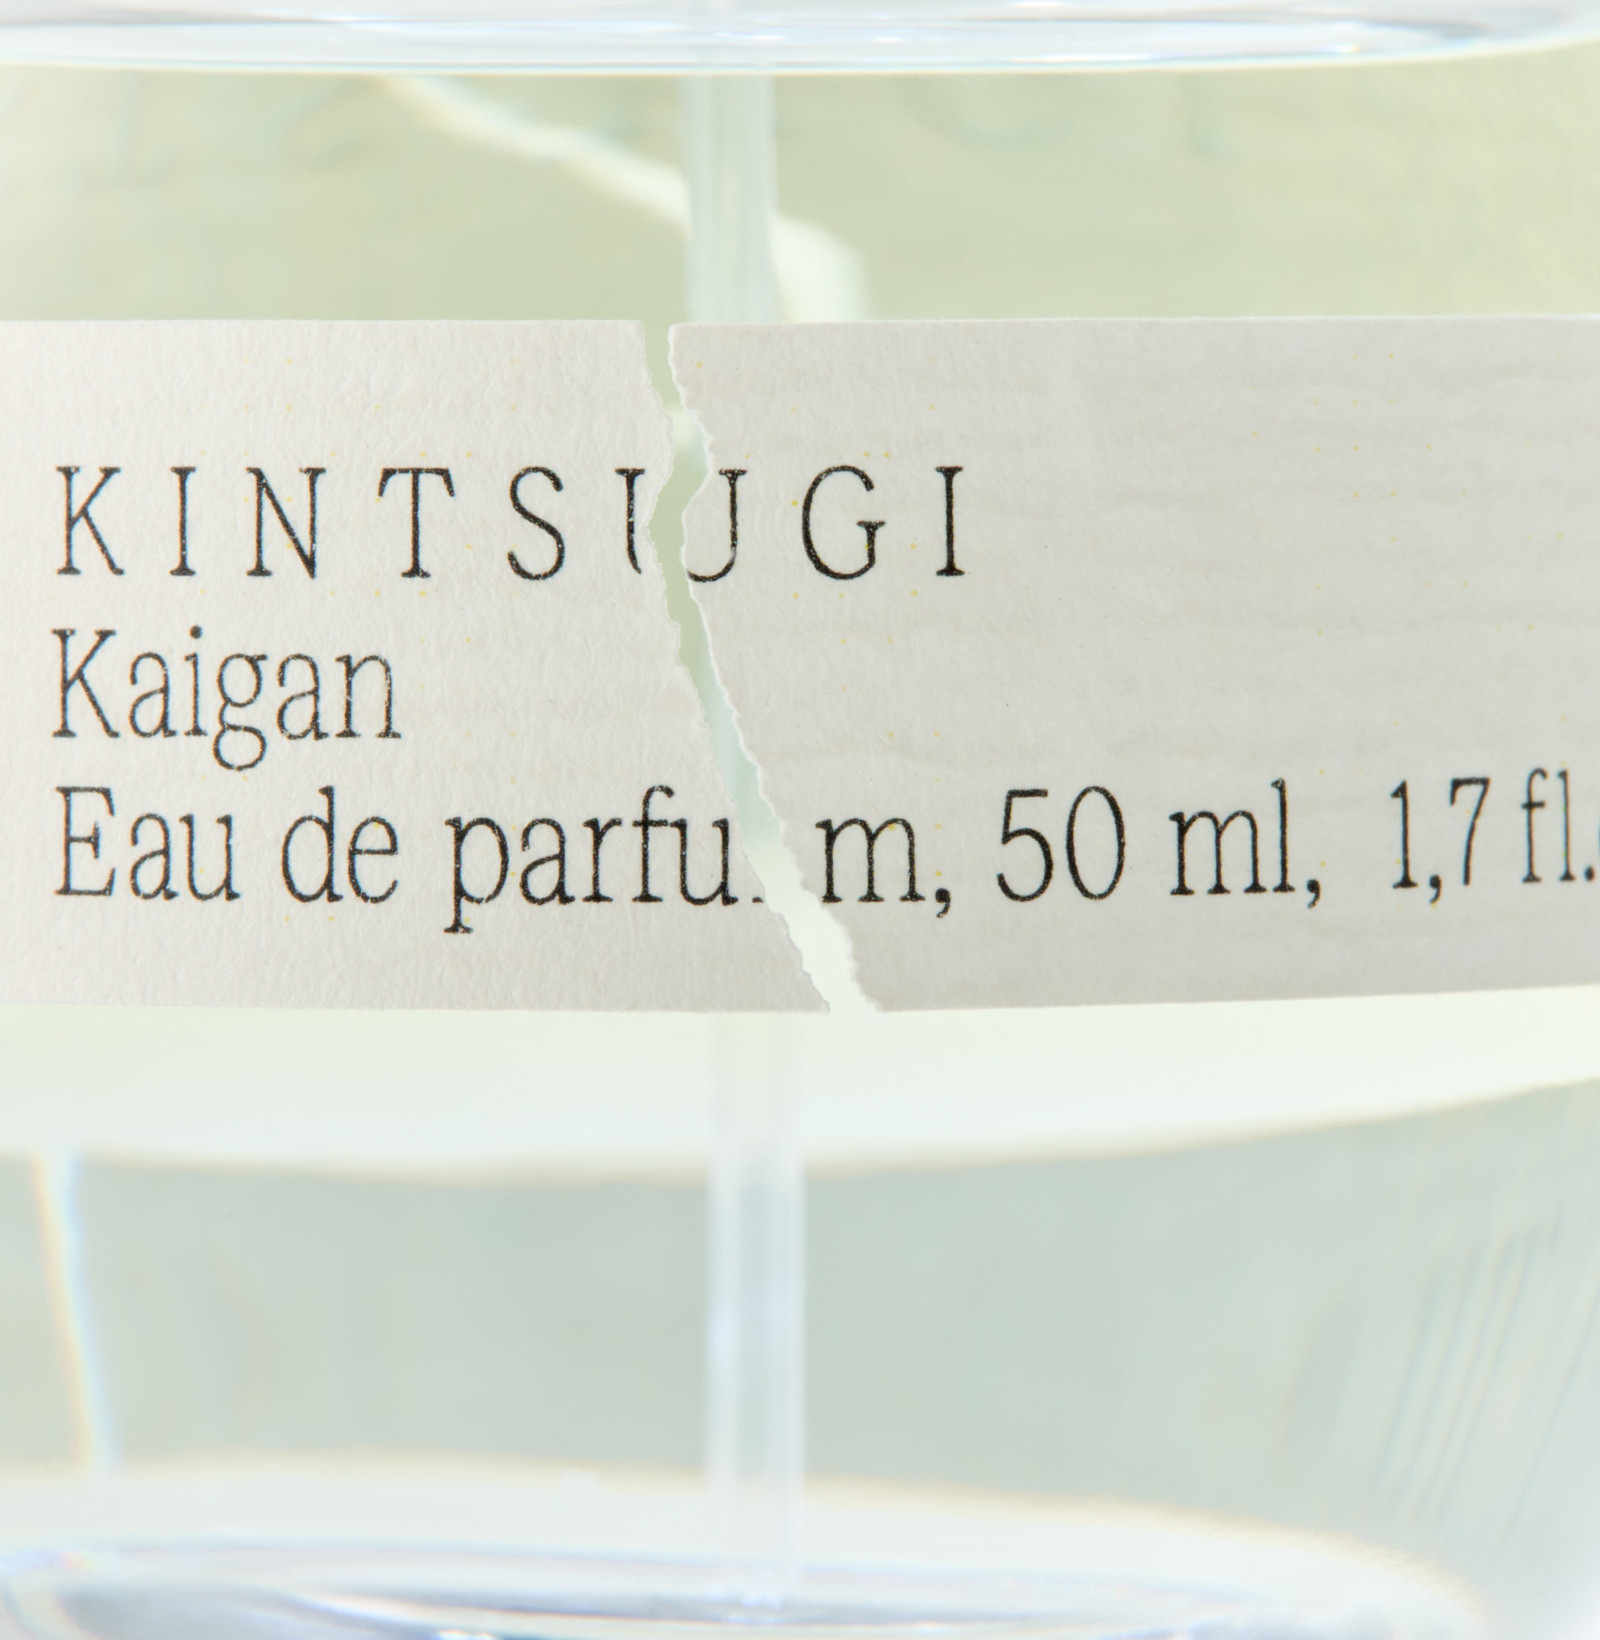 KINTSUGI
Kaigan
Eau de parfum, 50 ml, 1,7 fl.